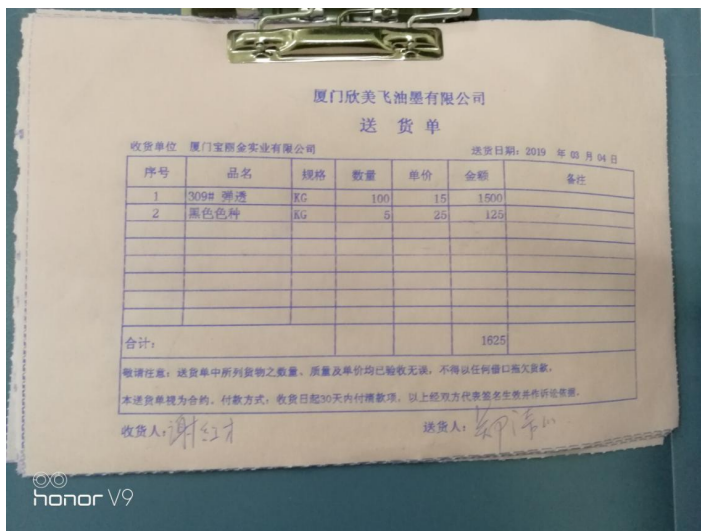 厦门欣美飞油墨有限公司
送 货 单
收货单位 厦门宝丽金实业有限公司 送货日期：2019 年 03 月 04 日
序号 品名 规格 数量 单价 金额 备注
1 309# 弹透 KG 100 15 1500
2 黑色色种 KG 5 25 125
合计： 1625
敬请注意：送货单中所列货物之数量、质量及单价均已验收无误，不得以任何借口拖欠货款。
本送货单视为合约，付款方式：收货日起30天内付清款项，以上经双方代表签名生效并作诉讼依据。
收货人：谢红才 送货人：郑
honor V9